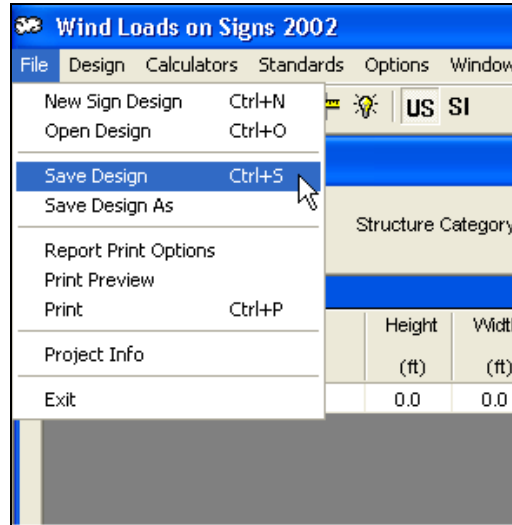 Wind Loads on Signs 2002
File Design Calculators Standards Options Window
New Sign Design Ctrl+N
Open Design Ctrl+O
US SI
Save Design Ctrl+S
Save Design As
Structure Category
Report Print Options
Print Preview
Print Ctrl+P
Height Widt
Project Info
(ft) (ft)
Exit
0.0 0.0